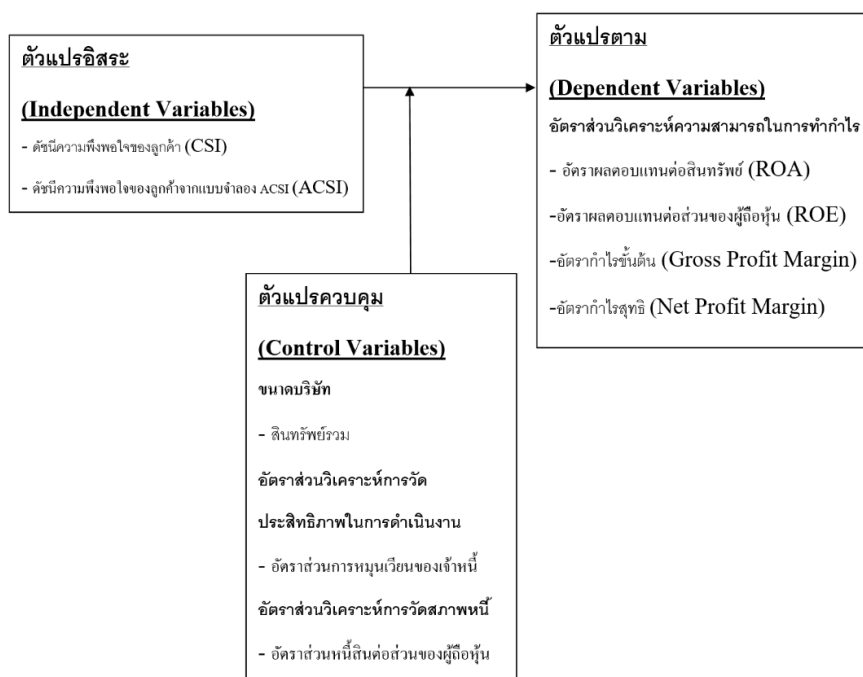 ตัวแปรอิสระ
(Independent Variables)
- ดัชนีความพึงพอใจของลูกค้า (CSI)
- ดัชนีความพึงพอใจของลูกค้าจากแบบจำลอง ACSI (ACSI)
ตัวแปรตาม
(Dependent Variables)
อัตราส่วนวิเคราะห์ความสามารถในการทำกำไร
- อัตราผลตอบแทนต่อสินทรัพย์ (ROA)
-อัตราผลตอบแทนต่อส่วนของผู้ถือหุ้น (ROE)
-อัตรากำไรขั้นต้น (Gross Profit Margin)
-อัตรากำไรสุทธิ (Net Profit Margin)
ตัวแปรควบคุม
(Control Variables)
ขนาดบริษัท
- สินทรัพย์รวม
อัตราส่วนวิเคราะห์การวัด
ประสิทธิภาพในการดำเนินงาน
- อัตราส่วนการหมุนเวียนของเจ้าหนี้
อัตราส่วนวิเคราะห์การวัดสภาพหนี้
- อัตราส่วนหนี้สินต่อส่วนของผู้ถือหุ้น